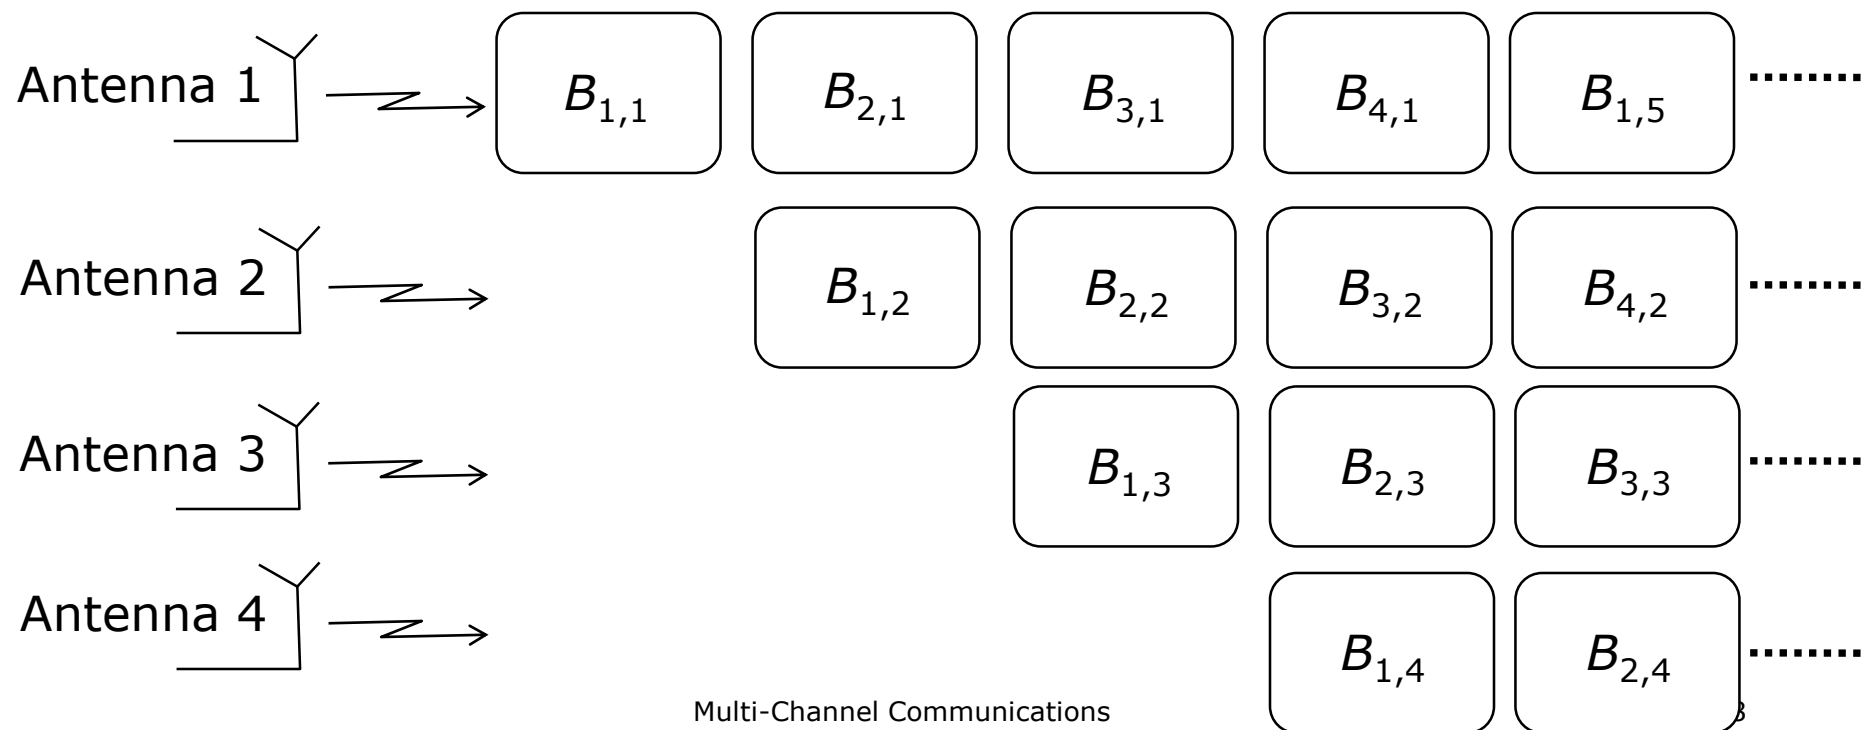 Antenna 1 B1,1 B2,1 B3,1 B4,1 B1,5 ........
Antenna 2 B1,2 B2,2 B3,2 B4,2 ........
Antenna 3 B1,3 B2,3 B3,3 ........
Antenna 4 B1,4 B2,4 ........
Multi-Channel Communications